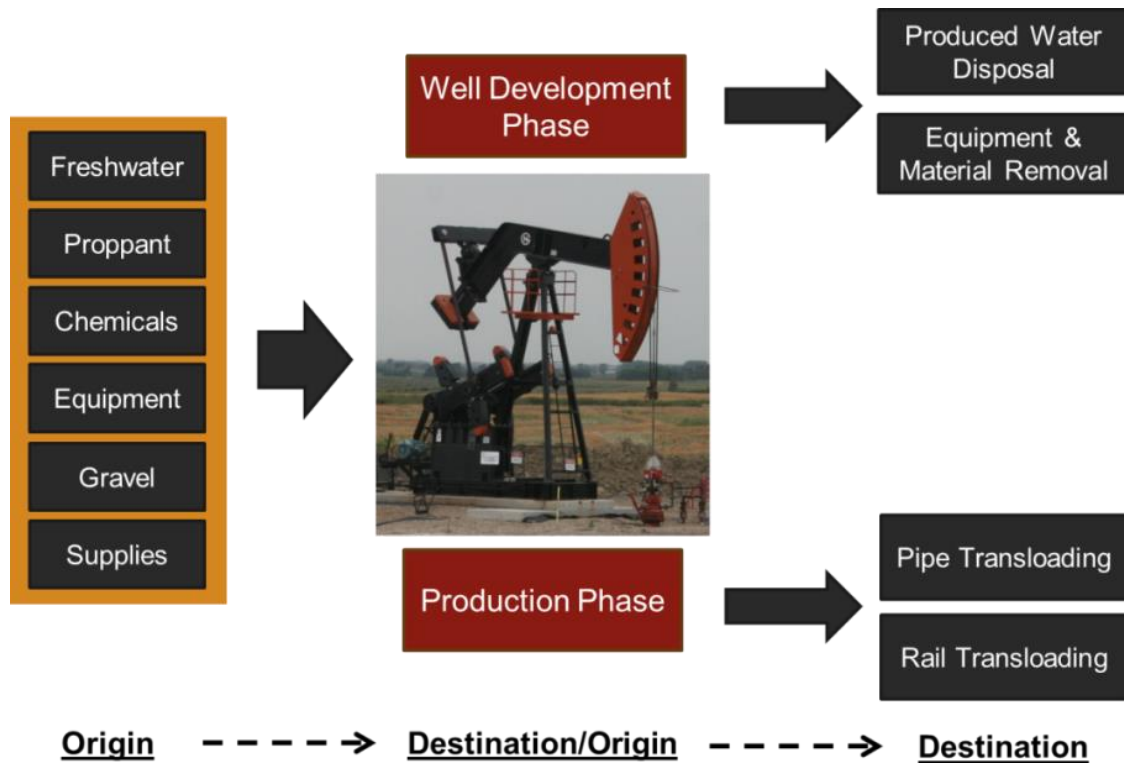 Freshwater
Proppant
Chemicals
Equipment
Gravel
Supplies
Well Development
Phase
Production Phase
Produced Water
Disposal
Equipment &
Material Removal
Pipe Transloading
Rail Transloading
Origin
Destination/Origin
Destination